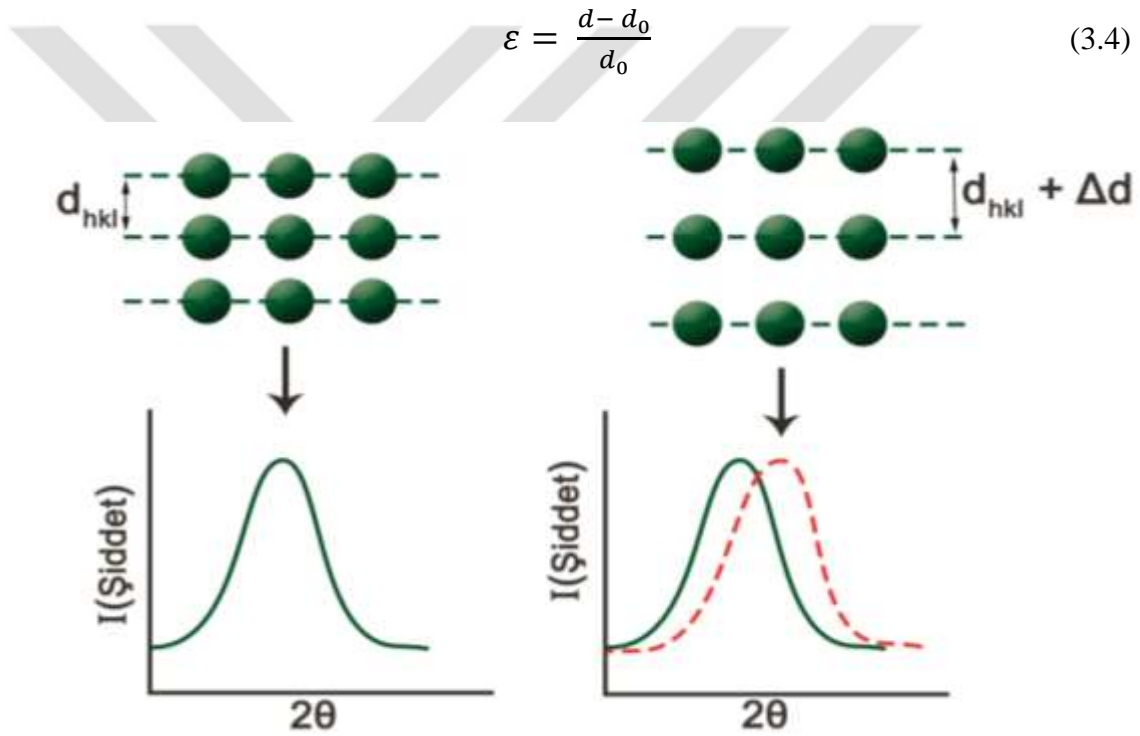 ε = (d − d₀) / d₀ (3.4)
d_hkl
d_hkl + Δd
I(Şiddet)
2θ
I(Şiddet)
2θ